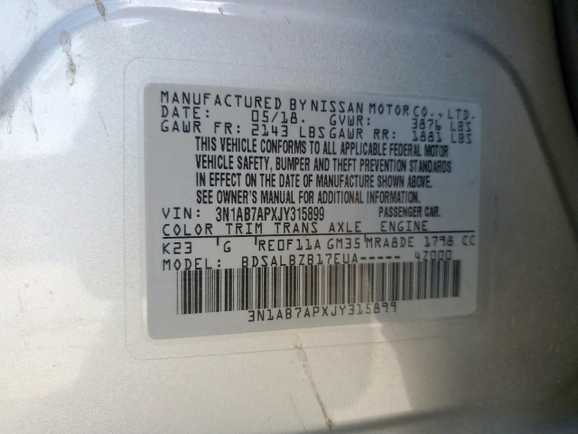 MANUFACTURED BY NISSAN MOTOR CO., LTD.
DATE: 05/18. GVWR: 3876 LBS
GAWR FR: 2143 LBS GAWR RR: 1881 LBS
THIS VEHICLE CONFORMS TO ALL APPLICABLE FEDERAL MOTOR
VEHICLE SAFETY, BUMPER AND THEFT PREVENTION STANDARDS
IN EFFECT ON THE DATE OF MANUFACTURE SHOWN ABOVE.
SEE OWNER'S MANUAL FOR ADDITIONAL INFORMATION.
VIN: 3N1AB7APXJY315899 PASSENGER CAR.
COLOR TRIM TRANS AXLE ENGINE
K23 G RE0F11A GM35 MRA8DE 1798 CC
MODEL: BDSALBZB17EUA----- 4Z000
3N1AB7APXJY315899